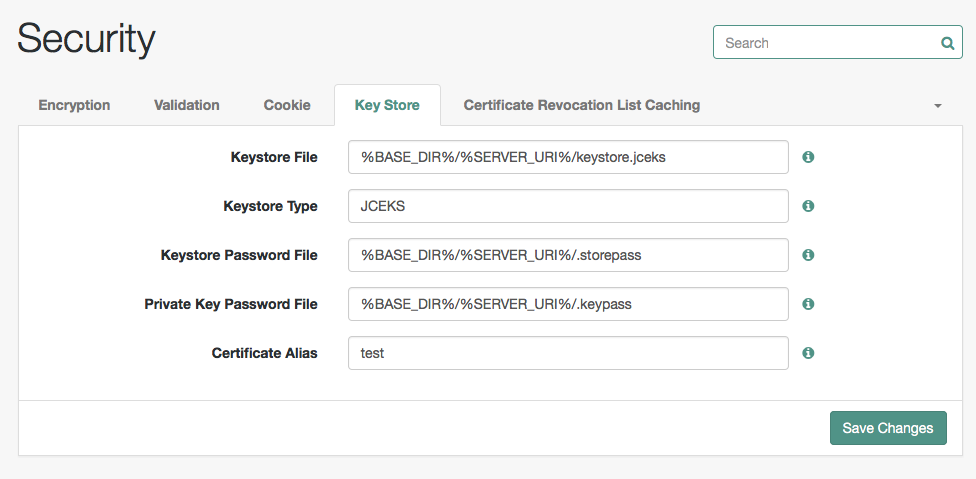 Security
Search
Encryption Validation Cookie Key Store Certificate Revocation List Caching
Keystore File %BASE_DIR%/%SERVER_URI%/keystore.jceks
Keystore Type JCEKS
Keystore Password File %BASE_DIR%/%SERVER_URI%/.storepass
Private Key Password File %BASE_DIR%/%SERVER_URI%/.keypass
Certificate Alias test
Save Changes